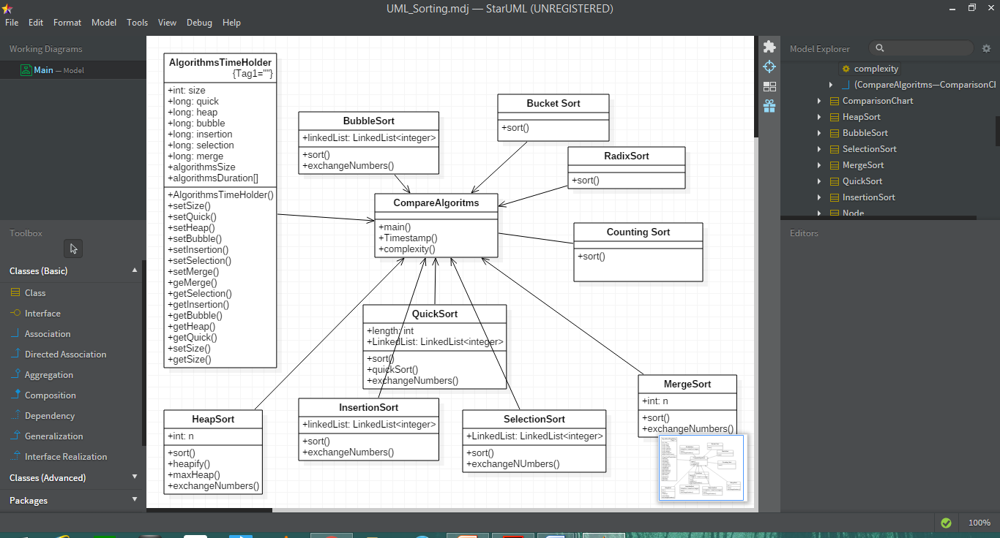 UML_Sorting.mdj — StarUML (UNREGISTERED)
File Edit Format Model Tools View Debug Help
Working Diagrams
Main — Model
Toolbox
Classes (Basic)
Class
Interface
Association
Directed Association
Aggregation
Composition
Dependency
Generalization
Interface Realization
Classes (Advanced)
Packages
AlgorithmsTimeHolder
{Tag1=""}
+int: size
+long: quick
+long: heap
+long: bubble
+long: insertion
+long: selection
+long: merge
+algorithmsSize
+algorithmsDuration[]
+AlgorithmsTimeHolder()
+setSize()
+setQuick()
+setHeap()
+setBubble()
+setInsertion()
+setSelection()
+setMerge()
+geMerge()
+getSelection()
+getInsertion()
+getBubble()
+getHeap()
+getQuick()
+setSize()
+getSize()
BubbleSort
+linkedList: LinkedList<integer>
+sort()
+exchangeNumbers()
Bucket Sort
+sort()
RadixSort
+sort()
CompareAlgoritms
+main()
+Timestamp()
+complexity()
Counting Sort
+sort()
QuickSort
+length: int
+LinkedList: LinkedList<integer>
+sort()
+quickSort()
+exchangeNumbers()
HeapSort
+int: n
+sort()
+heapify()
+maxHeap()
+exchangeNumbers()
InsertionSort
+linkedList: LinkedList<integer>
+sort()
+exchangeNumbers()
SelectionSort
+LinkedList: LinkedList<integer>
+sort()
+exchangeNUmbers()
MergeSort
+int: n
+sort()
+exchangeNumbers()
Model Explorer
complexity
(CompareAlgoritms—ComparisonCl
ComparisonChart
HeapSort
BubbleSort
SelectionSort
MergeSort
QuickSort
InsertionSort
Node
Editors
100%